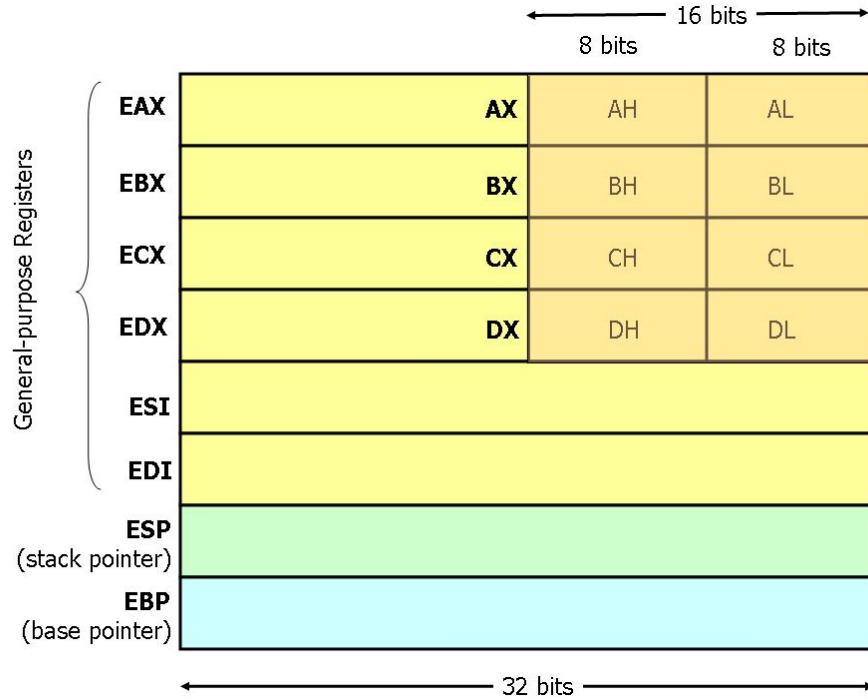 16 bits
8 bits 8 bits
General-purpose Registers
EAX AX AH AL
EBX BX BH BL
ECX CX CH CL
EDX DX DH DL
ESI
EDI
ESP
(stack pointer)
EBP
(base pointer)
32 bits